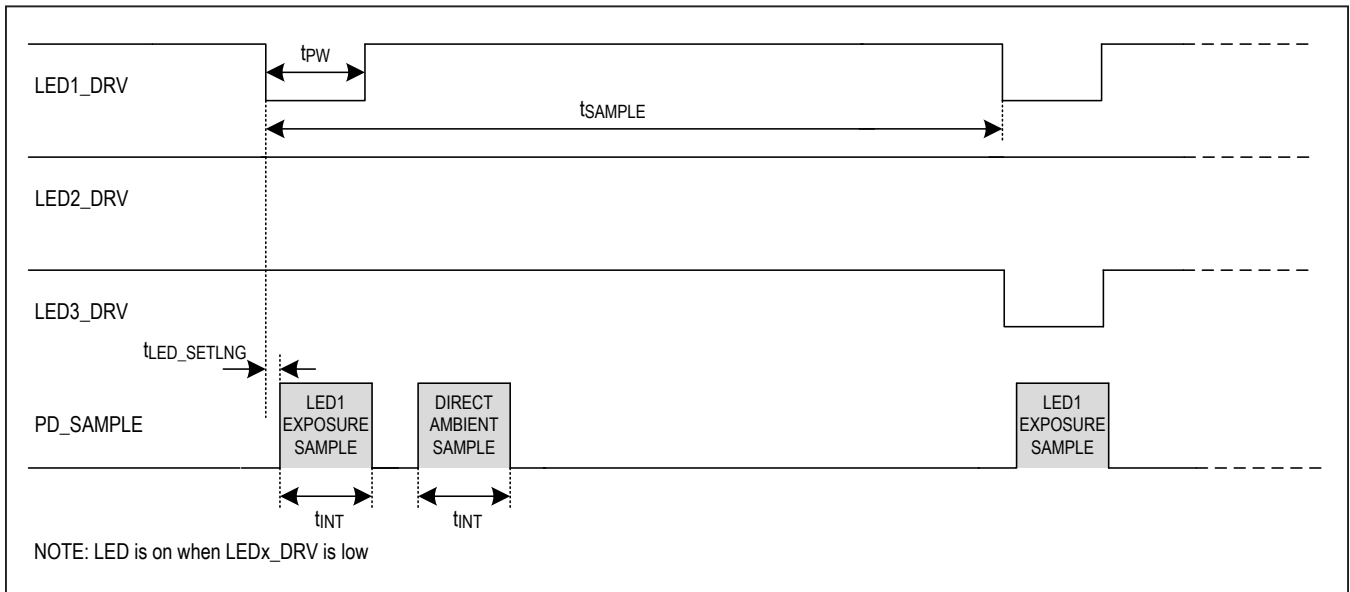 tPW
LED1_DRV
tSAMPLE
LED2_DRV
LED3_DRV
tLED_SETLNG
PD_SAMPLE
LED1
EXPOSURE
SAMPLE
DIRECT
AMBIENT
SAMPLE
LED1
EXPOSURE
SAMPLE
tINT
tINT
NOTE: LED is on when LEDx_DRV is low